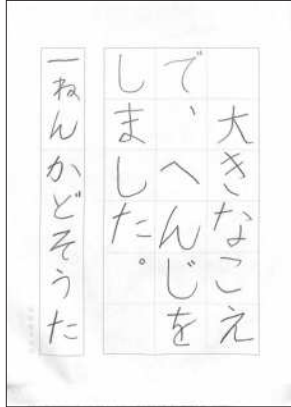 大きなこえ
で、へんじを
しました。
一ねんかどそうた